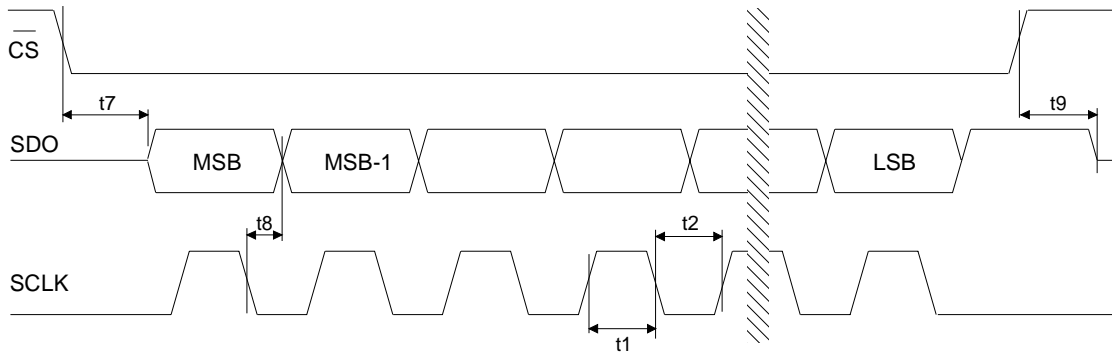 CS
t7
t9
SDO
MSB
MSB-1
LSB
t8
t2
SCLK
t1